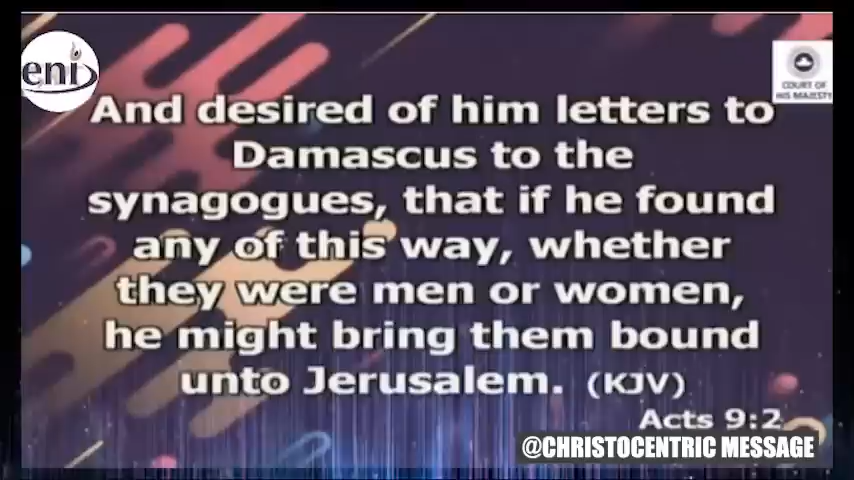 eni
COURT OF
HIS MAJESTY
And desired of him letters to
Damascus to the
synagogues, that if he found
any of this way, whether
they were men or women,
he might bring them bound
unto Jerusalem. (KJV)
Acts 9:2
@CHRISTOCENTRIC MESSAGE